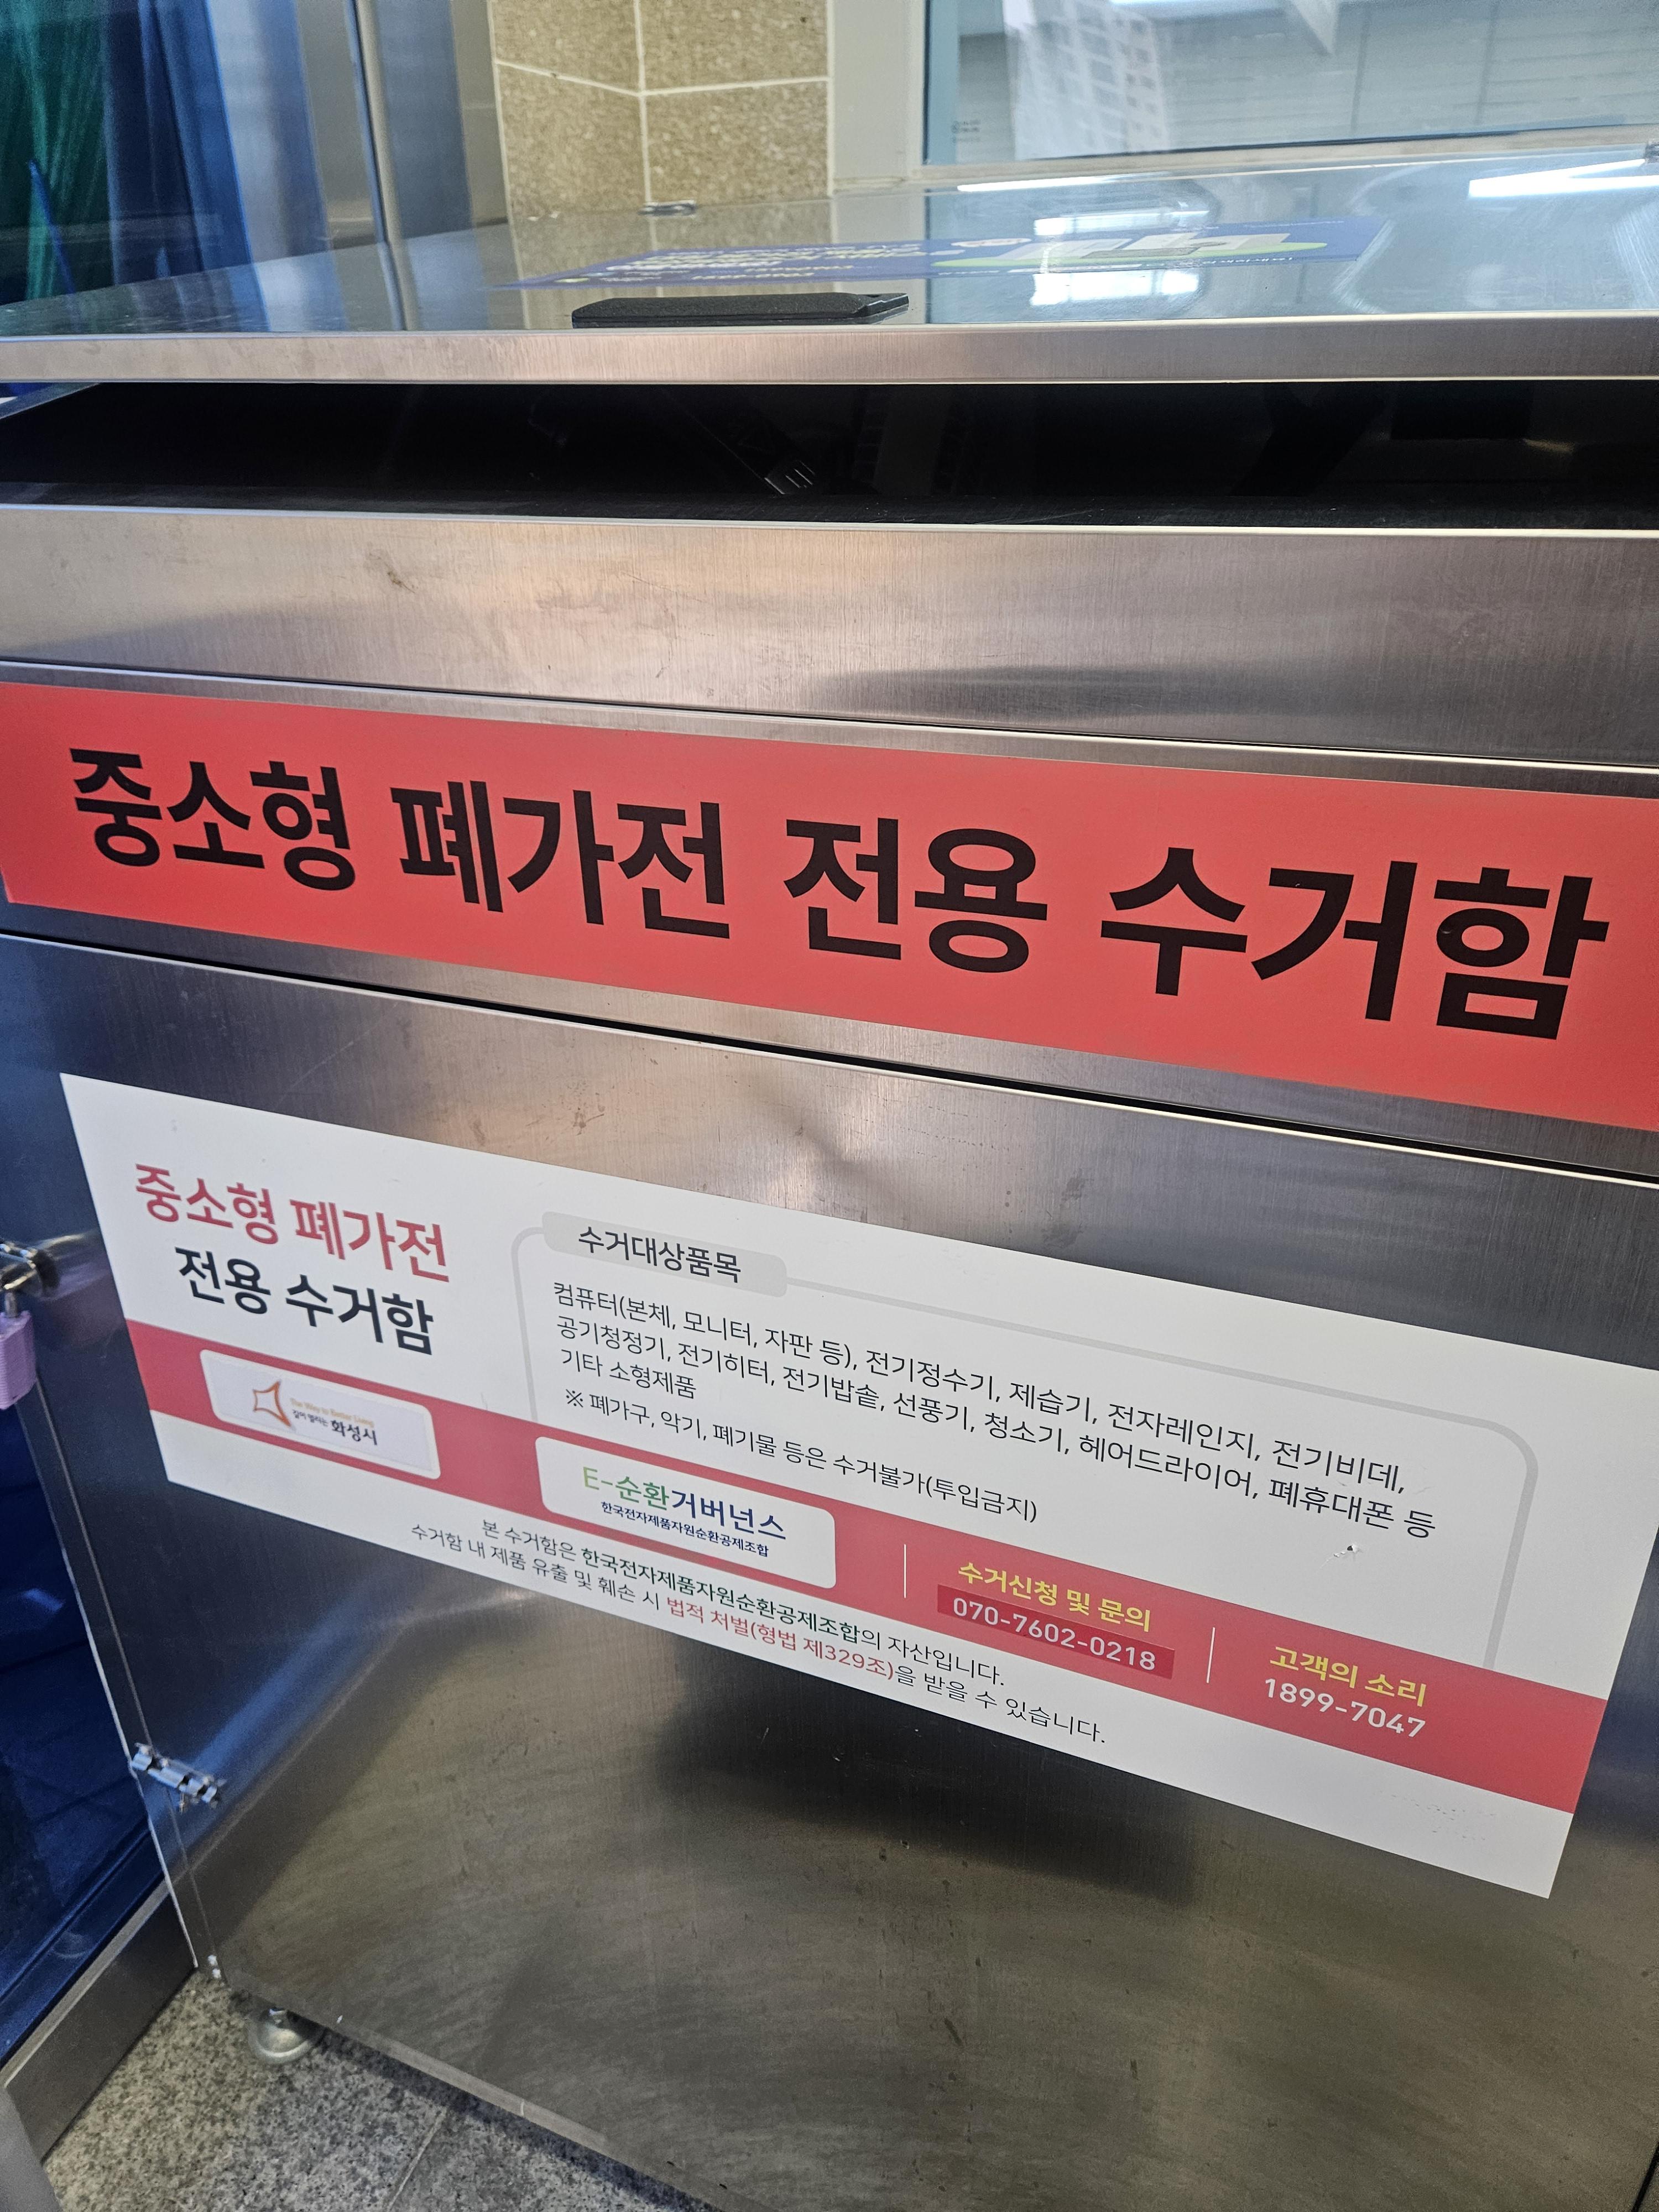 중소형 폐가전 전용 수거함
중소형 폐가전
전용 수거함
수거대상품목
컴퓨터(본체, 모니터, 자판 등), 전기정수기, 제습기, 전자레인지, 전기비데,
공기청정기, 전기히터, 전기밥솥, 선풍기, 청소기, 헤어드라이어, 폐휴대폰 등
기타 소형제품
※ 폐가구, 악기, 폐기물 등은 수거불가(투입금지)
The Way to Better Living
길이 열리는 화성시
E-순환거버넌스
한국전자제품자원순환공제조합
수거신청 및 문의
070-7602-0218
고객의 소리
1899-7047
본 수거함은 한국전자제품자원순환공제조합의 자산입니다.
수거함 내 제품 유출 및 훼손 시 법적 처벌(형법 제329조)을 받을 수 있습니다.